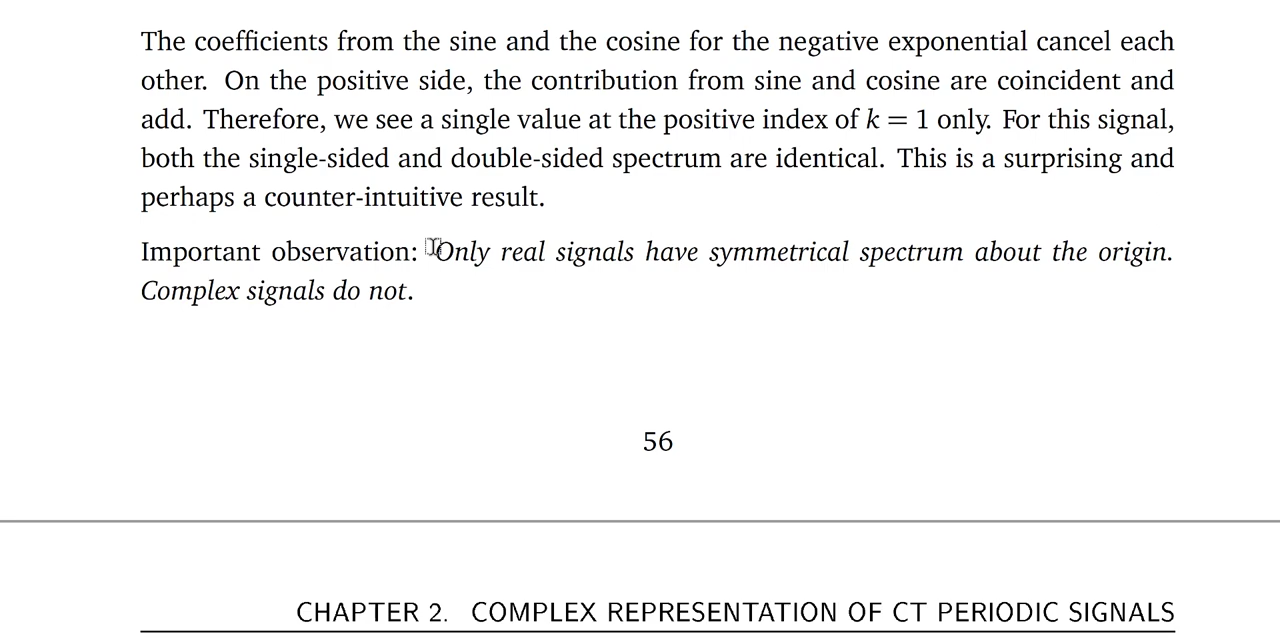 The coefficients from the sine and the cosine for the negative exponential cancel each
other. On the positive side, the contribution from sine and cosine are coincident and
add. Therefore, we see a single value at the positive index of k = 1 only. For this signal,
both the single-sided and double-sided spectrum are identical. This is a surprising and
perhaps a counter-intuitive result.
Important observation: Only real signals have symmetrical spectrum about the origin.
Complex signals do not.
56
CHAPTER 2. COMPLEX REPRESENTATION OF CT PERIODIC SIGNALS